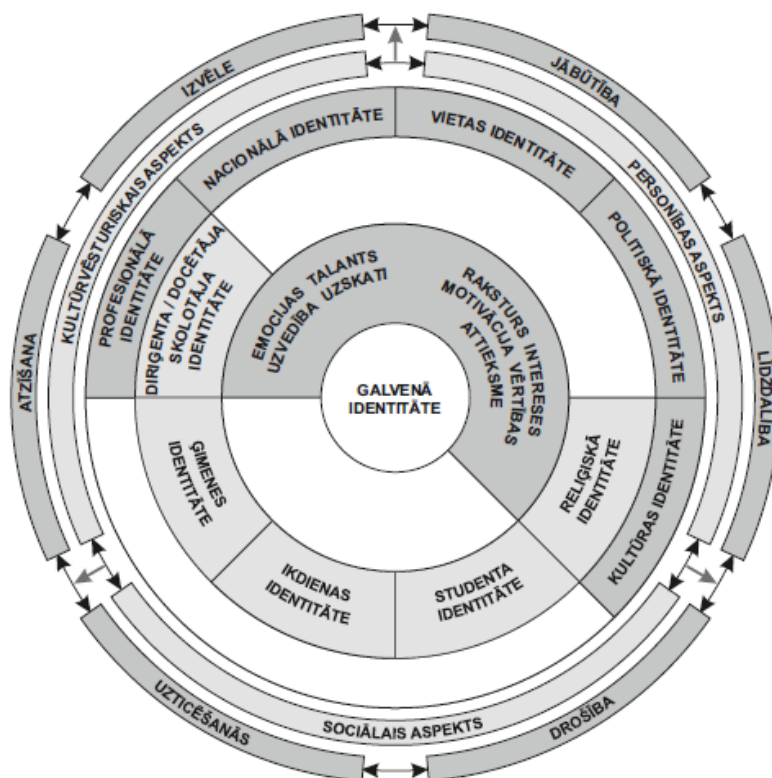 IZVĒLE
JĀBŪTĪBA
ATZĪŠANA
LĪDZDALĪBA
UZTICĒŠANĀS
DROŠĪBA
KULTŪRVĒSTURISKAIS ASPEKTS
PERSONĪBAS ASPEKTS
SOCIĀLAIS ASPEKTS
NACIONĀLĀ IDENTITĀTE
VIETAS IDENTITĀTE
PROFESIONĀLĀ
IDENTITĀTE
POLITISKĀ IDENTITĀTE
KULTŪRAS IDENTITĀTE
DIRIĢENTA / DOCĒTĀJA
SKOLOTĀJA
IDENTITĀTE
ĢIMENES
IDENTITĀTE
IKDIENAS
IDENTITĀTE
STUDENTA
IDENTITĀTE
RELIĢISKĀ
IDENTITĀTE
EMOCIJAS TALANTS
UZVEDĪBA UZSKATI
RAKSTURS INTERESES
MOTIVĀCIJA VĒRTĪBAS
ATTIEKSME
GALVENĀ
IDENTITĀTE